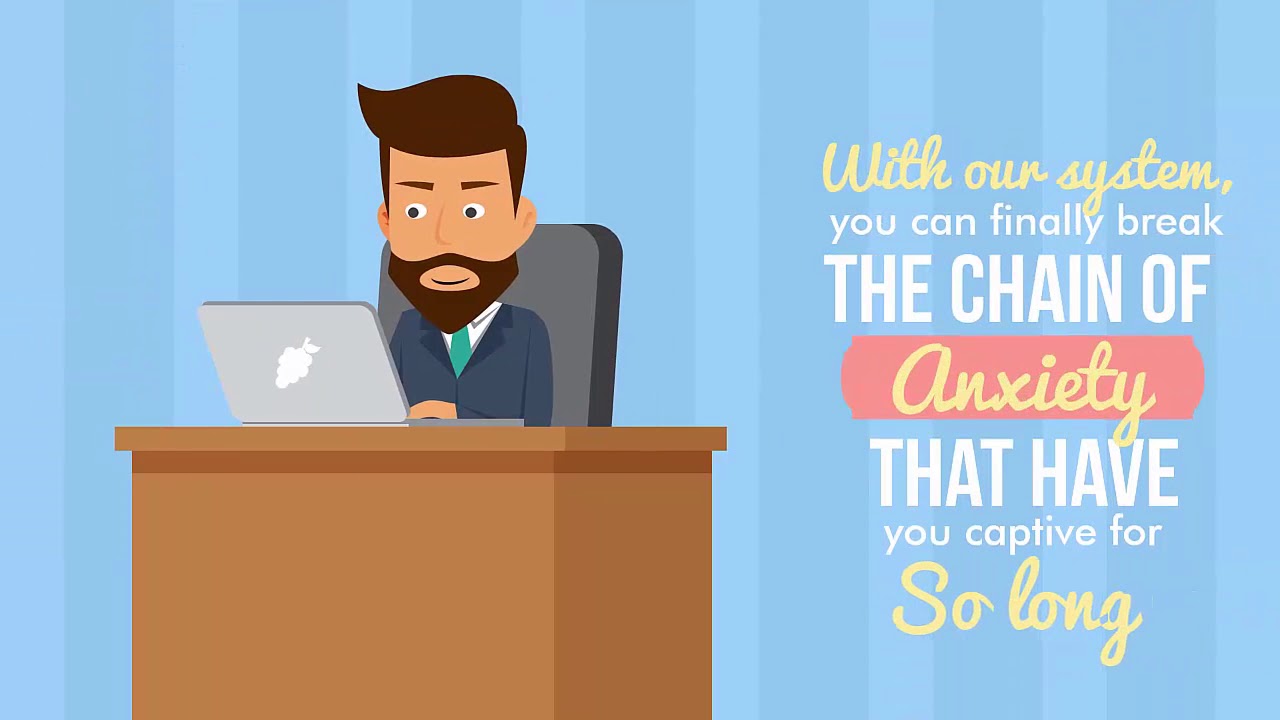 With our system,
you can finally break
THE CHAIN OF
Anxiety
THAT HAVE
you captive for
So long